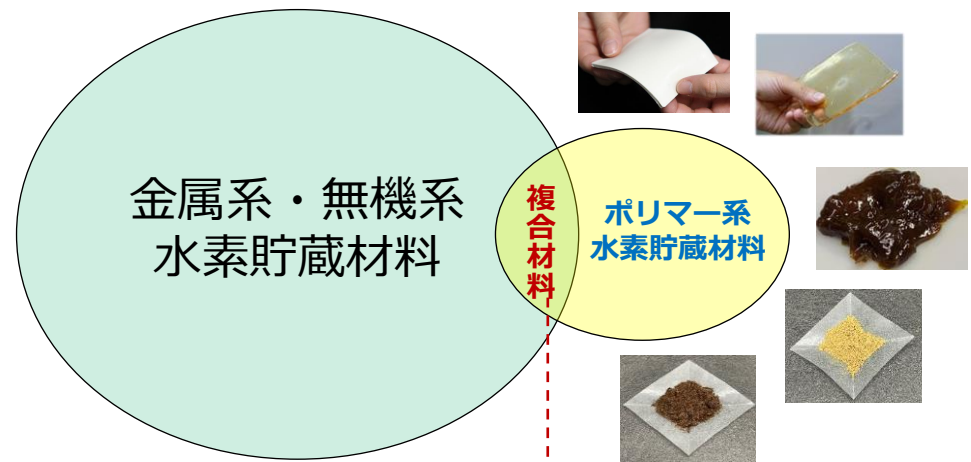 金属系・無機系
水素貯蔵材料
複合材料
ポリマー系
水素貯蔵材料